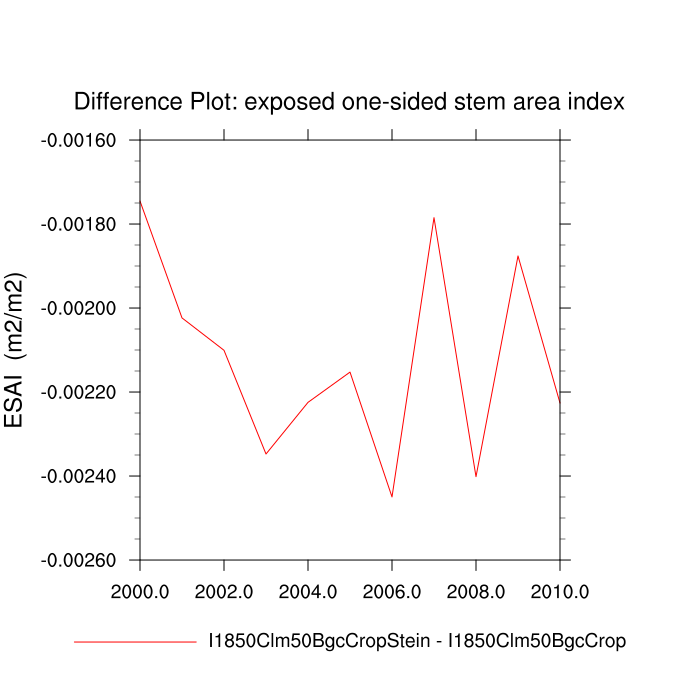 Difference Plot: exposed one-sided stem area index
ESAI (m2/m2)
-0.00160
-0.00180
-0.00200
-0.00220
-0.00240
-0.00260
2000.0 2002.0 2004.0 2006.0 2008.0 2010.0
I1850Clm50BgcCropStein - I1850Clm50BgcCrop